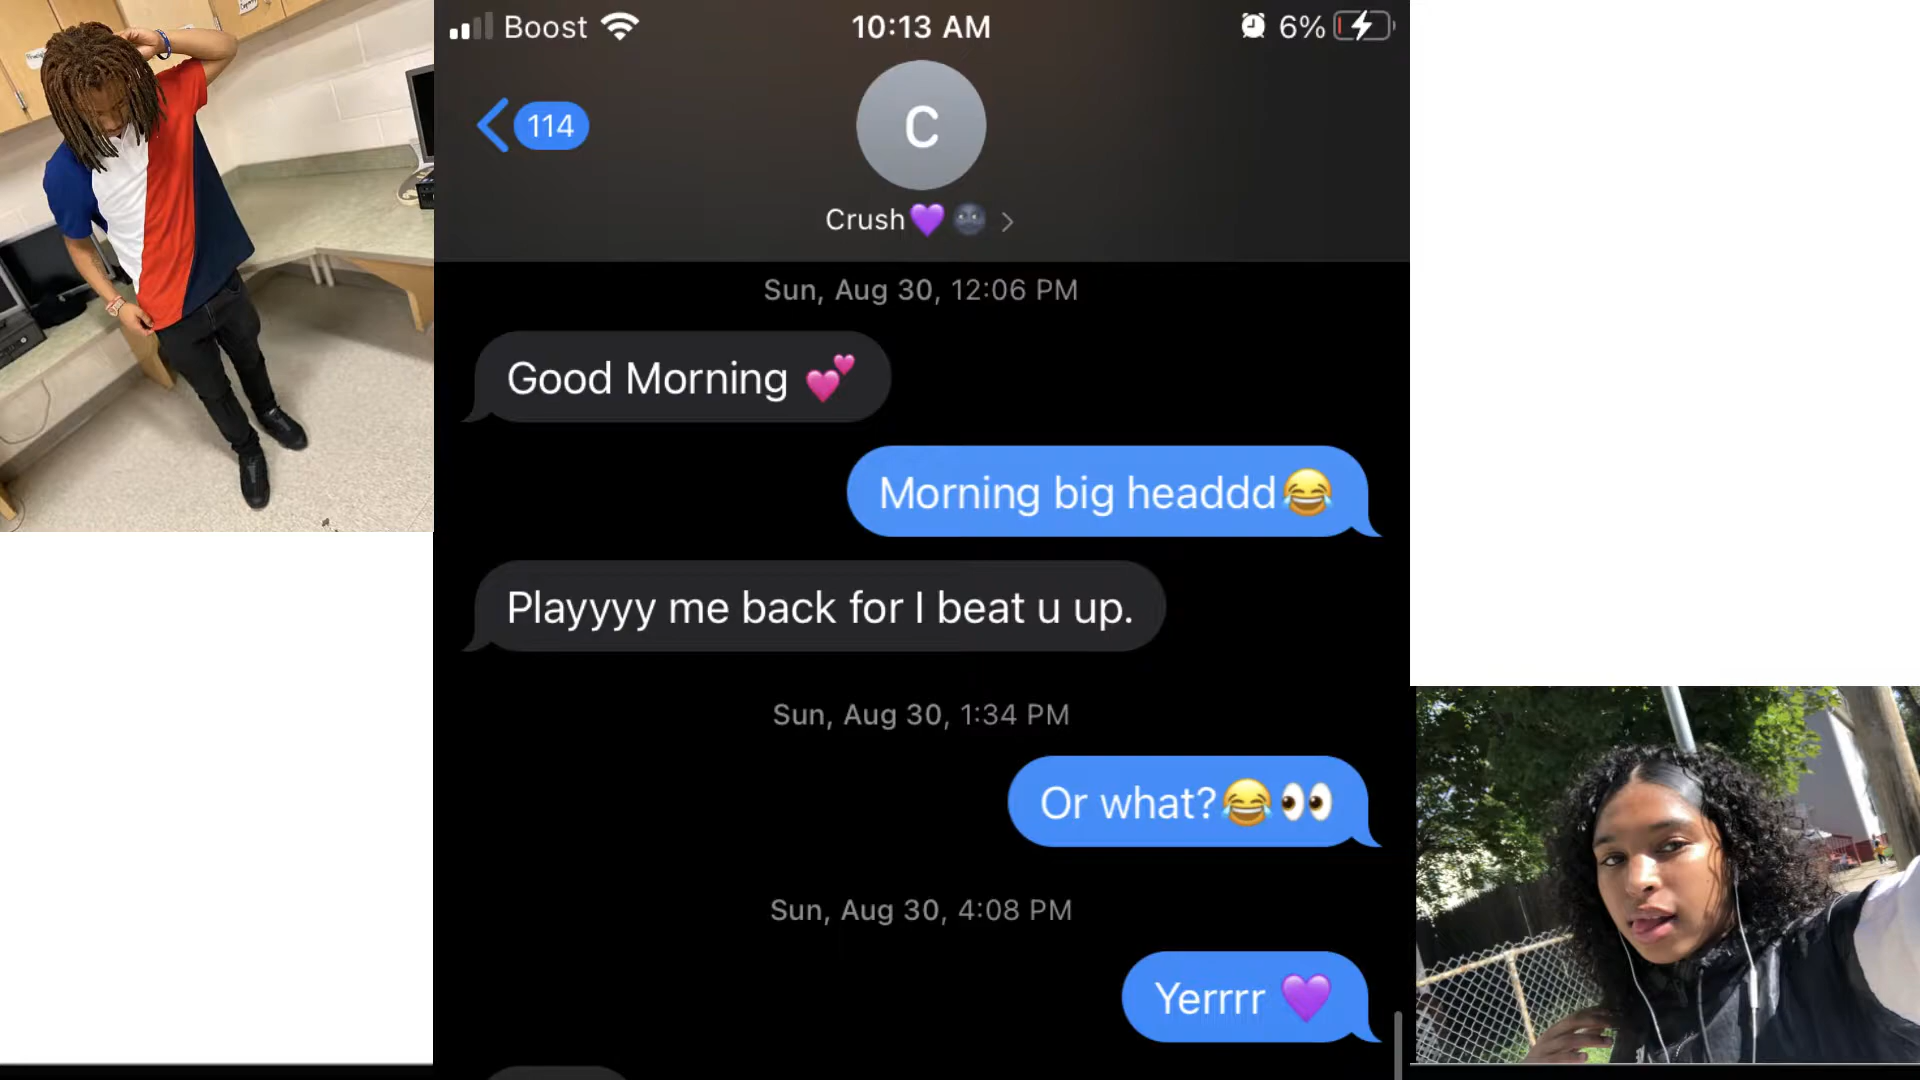 Boost 10:13 AM 6%
114
C
Crush💜🌚
Sun, Aug 30, 12:06 PM
Good Morning 💕
Morning big headdd😂
Playyyy me back for I beat u up.
Sun, Aug 30, 1:34 PM
Or what?😂👀
Sun, Aug 30, 4:08 PM
Yerrrr 💜